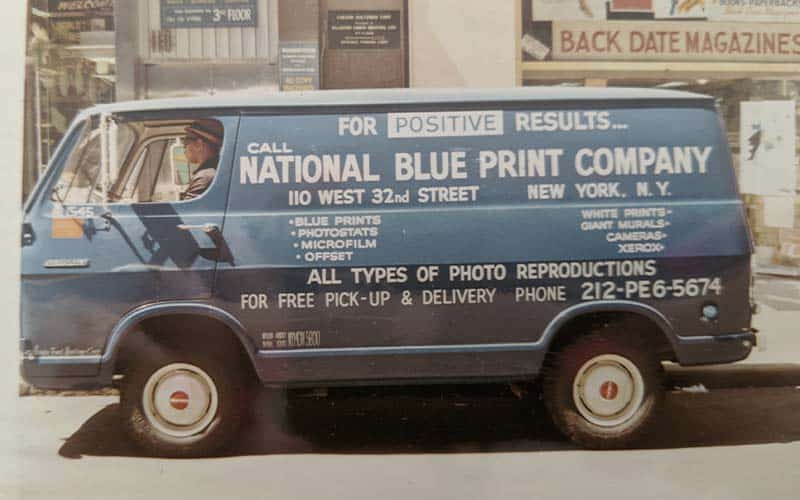 3rd FLOOR
BOOKS-PAPERBACKS
BACK DATE MAGAZINES
FOR POSITIVE RESULTS...
CALL
NATIONAL BLUE PRINT COMPANY
110 WEST 32nd STREET NEW YORK, N.Y.
•BLUE PRINTS
•PHOTOSTATS
•MICROFILM
•OFFSET
WHITE PRINTS•
GIANT MURALS•
CAMERAS•
XEROX•
ALL TYPES OF PHOTO REPRODUCTIONS
FOR FREE PICK-UP & DELIVERY PHONE 212-PE6-5674